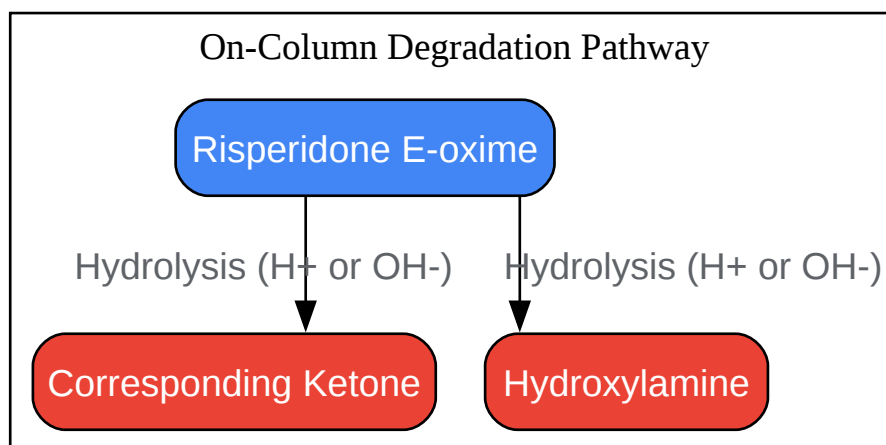 On-Column Degradation Pathway
Risperidone E-oxime
Hydrolysis (H+ or OH-)
Hydrolysis (H+ or OH-)
Corresponding Ketone
Hydroxylamine